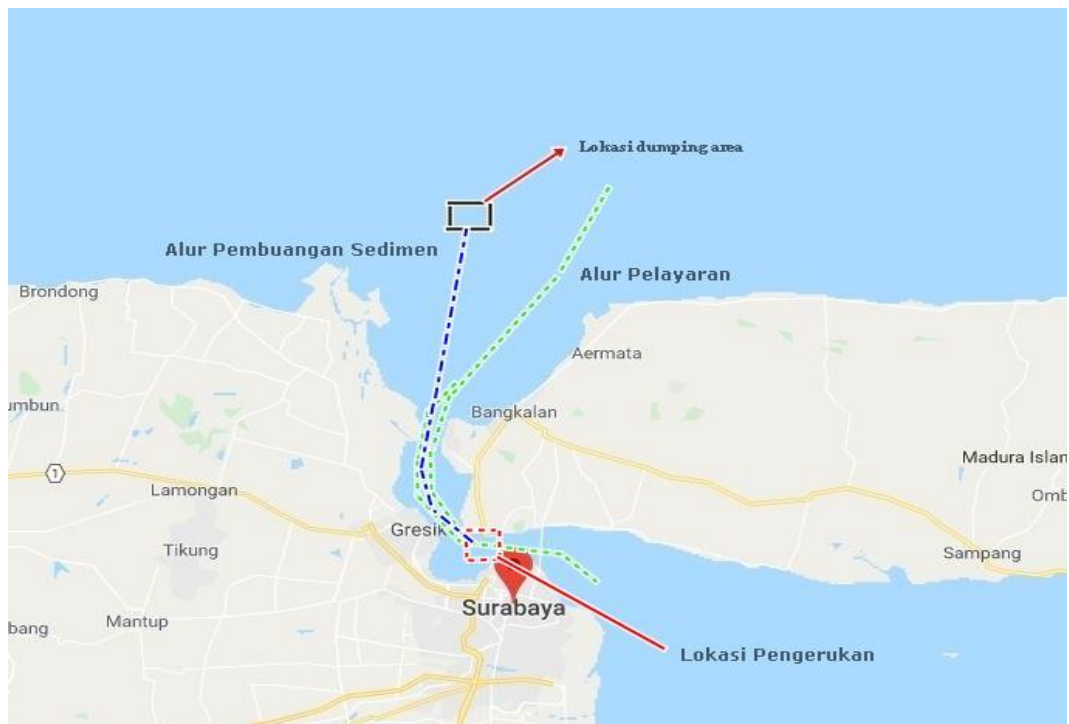 Lokasi dumping area
Alur Pembuangan Sedimen
Alur Pelayaran
Brondong
Aermata
umbun
Bangkalan
1
Madura Islan
Lamongan
Omb
Gresik
Tikung
Sampang
Surabaya
Mantup
bang
Lokasi Pengerukan